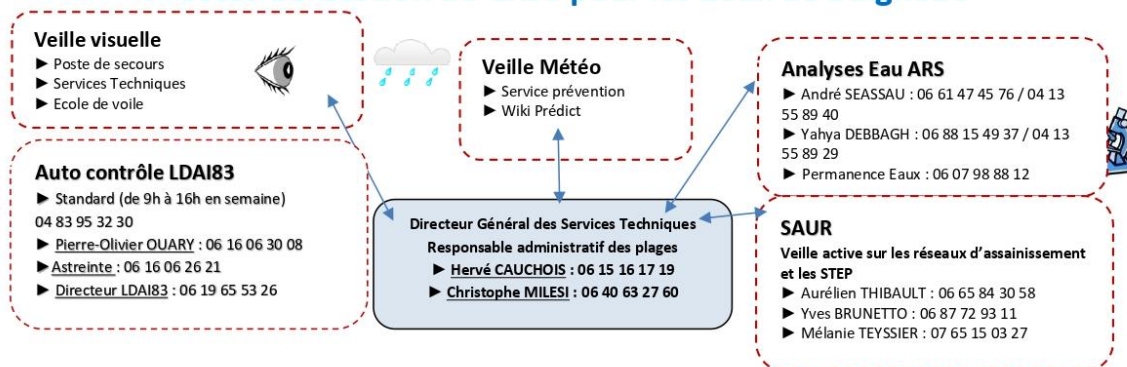 Veille visuelle
► Poste de secours
► Services Techniques
► Ecole de voile
Veille Météo
► Service prévention
► Wiki Prédict
Analyses Eau ARS
► André SEASSAU : 06 61 47 45 76 / 04 13
55 89 40
► Yahya DEBBAGH : 06 88 15 49 37 / 04 13
55 89 29
► Permanence Eaux : 06 07 98 88 12
Auto contrôle LDAI83
► Standard (de 9h à 16h en semaine)
04 83 95 32 30
► Pierre-Olivier OUARY : 06 16 06 30 08
► Astreinte : 06 16 06 26 21
► Directeur LDAI83 : 06 19 65 53 26
Directeur Général des Services Techniques
Responsable administratif des plages
► Hervé CAUCHOIS : 06 15 16 17 19
► Christophe MILESI : 06 40 63 27 60
SAUR
Veille active sur les réseaux d'assainissement
et les STEP
► Aurélien THIBAULT : 06 65 84 30 58
► Yves BRUNETTO : 06 87 72 93 11
► Mélanie TEYSSIER : 07 65 15 03 27